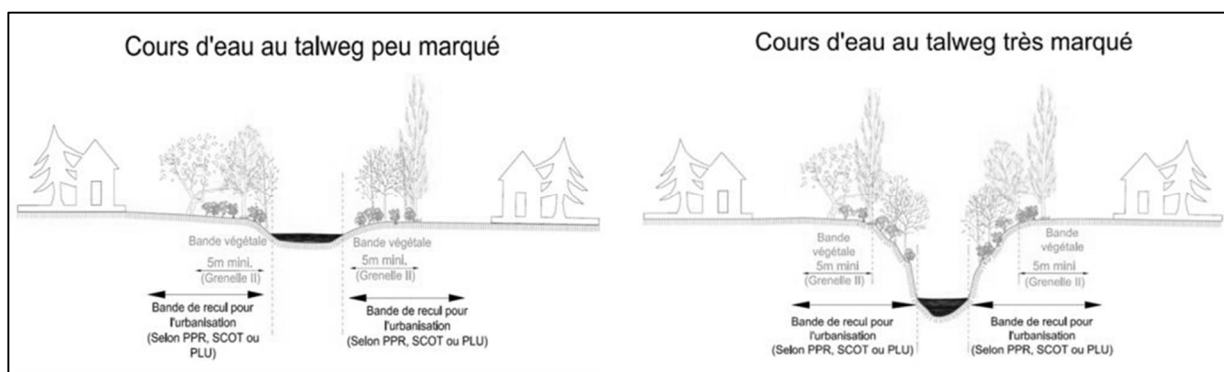 Cours d'eau au talweg peu marqué
Bande végétale
5m mini.
(Grenelle II)
Bande végétale
5m mini.
(Grenelle II)
Bande de recul pour
l'urbanisation
(Selon PPR, SCOT ou
PLU)
Bande de recul pour
l'urbanisation
(Selon PPR, SCOT ou PLU)
Cours d'eau au talweg très marqué
Bande
végétale
5m mini
(Grenelle II)
Bande
végétale
5m mini
(Grenelle II)
Bande de recul pour
l'urbanisation
(Selon PPR, SCOT ou PLU)
Bande de recul pour
l'urbanisation
(Selon PPR, SCOT ou PLU)